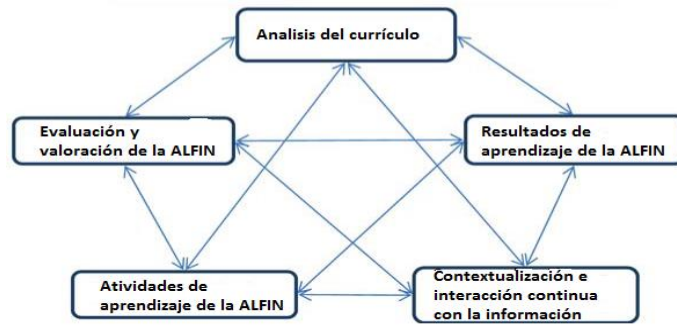 Analisis del currículo
Evaluación y
valoración de la ALFIN
Resultados de
aprendizaje de la ALFIN
Atividades de
aprendizaje de la ALFIN
Contextualización e
interacción continua
con la información